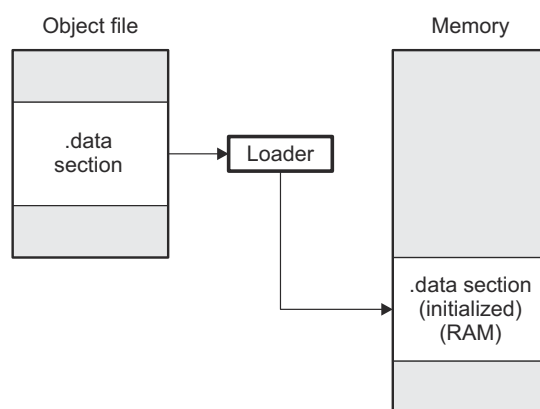 Object file
Memory
.data
section
Loader
.data section
(initialized)
(RAM)